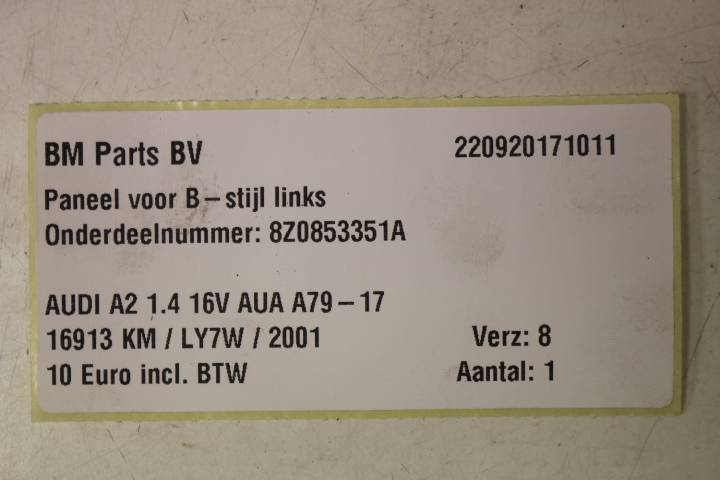 BM Parts BV 220920171011
Paneel voor B-stijl links
Onderdeelnummer: 8Z0853351A
AUDI A2 1.4 16V AUA A79-17
16913 KM / LY7W / 2001 Verz: 8
10 Euro incl. BTW Aantal: 1